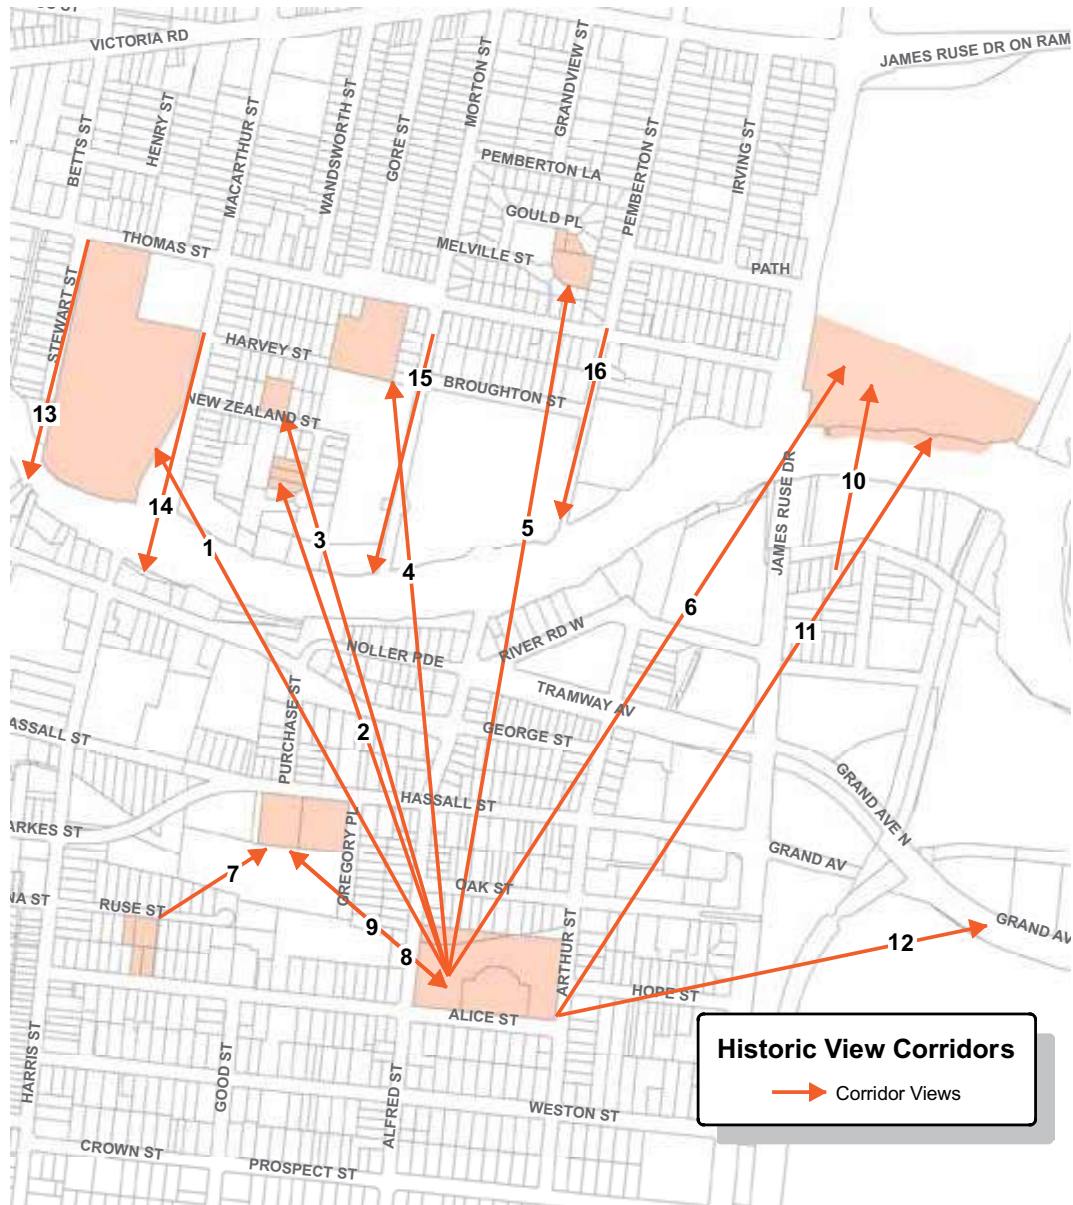 VICTORIA RD
JAMES RUSE DR ON RAM
BETTS ST
HENRY ST
MACARTHUR ST
WANDSWORTH ST
GORE ST
MORTON ST
GRANDVIEW ST
PEMBERTON LA
PEMBERTON ST
IRVING ST
GOULD PL
MELVILLE ST
THOMAS ST
PATH
STEWART ST
HARVEY ST
NEW ZEALAND ST
BROUGHTON ST
15
16
13
14
1
3
4
5
10
JAMES RUSE DR
6
11
NOLLER PDE
RIVER RD W
TRAMWAY AV
GEORGE ST
2
PURCHASE ST
ASSALL ST
HASSALL ST
GRAND AVE N
GRAND AV
ARKES ST
GREGORY PL
7
OAK ST
NA ST
RUSE ST
9
8
ARTHUR ST
12
GRAND AV
HOPE ST
ALICE ST
HARRIS ST
GOOD ST
ALFRED ST
WESTON ST
CROWN ST
PROSPECT ST
Historic View Corridors
Corridor Views